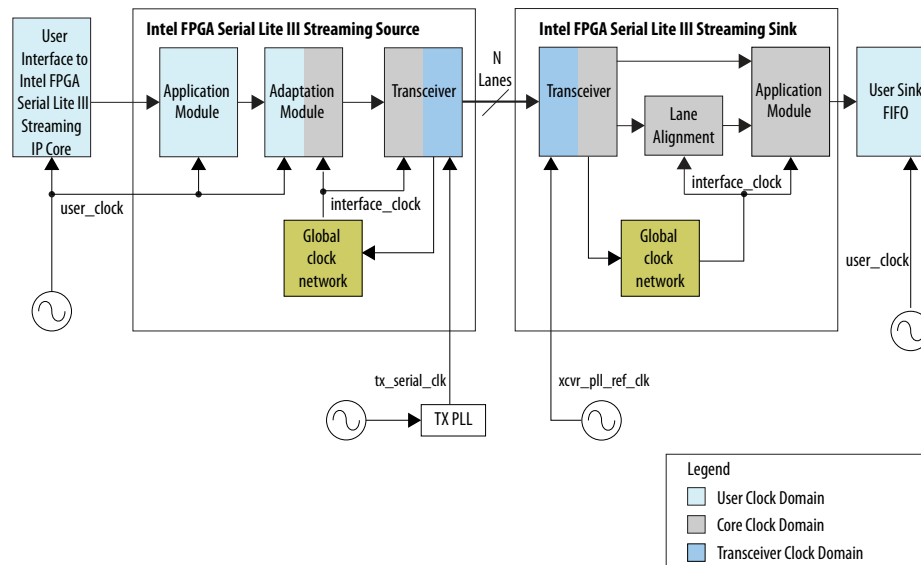 Intel FPGA Serial Lite III Streaming Source
Intel FPGA Serial Lite III Streaming Sink
User
Interface to
Intel FPGA
Serial Lite III
Streaming
IP Core
Application
Module
Adaptation
Module
Transceiver
N
Lanes
Transceiver
Lane
Alignment
Application
Module
User Sink
FIFO
user_clock
interface_clock
Global
clock
network
interface_clock
Global
clock
network
user_clock
tx_serial_clk
TX PLL
xcvr_pll_ref_clk
Legend
User Clock Domain
Core Clock Domain
Transceiver Clock Domain